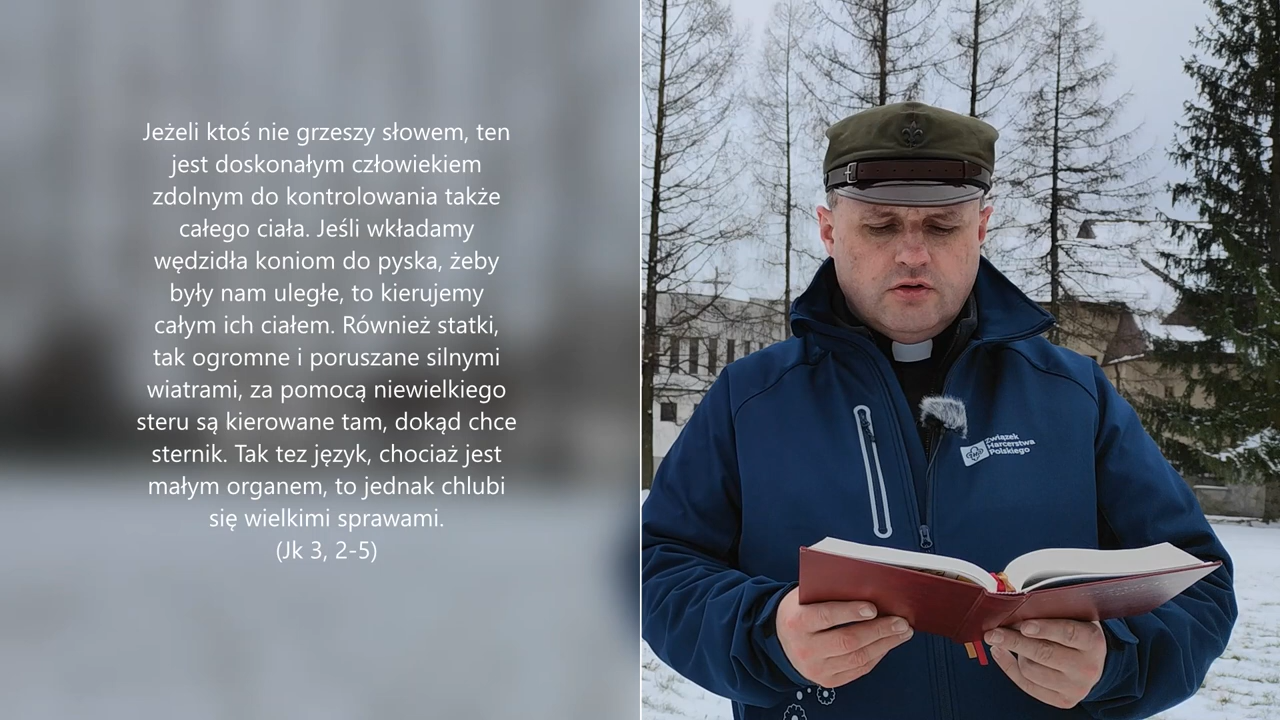 Jeżeli ktoś nie grzeszy słowem, ten
jest doskonałym człowiekiem
zdolnym do kontrolowania także
całego ciała. Jeśli wkładamy
wędzidła koniom do pyska, żeby
były nam uległe, to kierujemy
całym ich ciałem. Również statki,
tak ogromne i poruszane silnymi
wiatrami, za pomocą niewielkiego
steru są kierowane tam, dokąd chce
sternik. Tak tez język, chociaż jest
małym organem, to jednak chlubi
się wielkimi sprawami.
(Jk 3, 2-5)
Związek
Harcerstwa
Polskiego